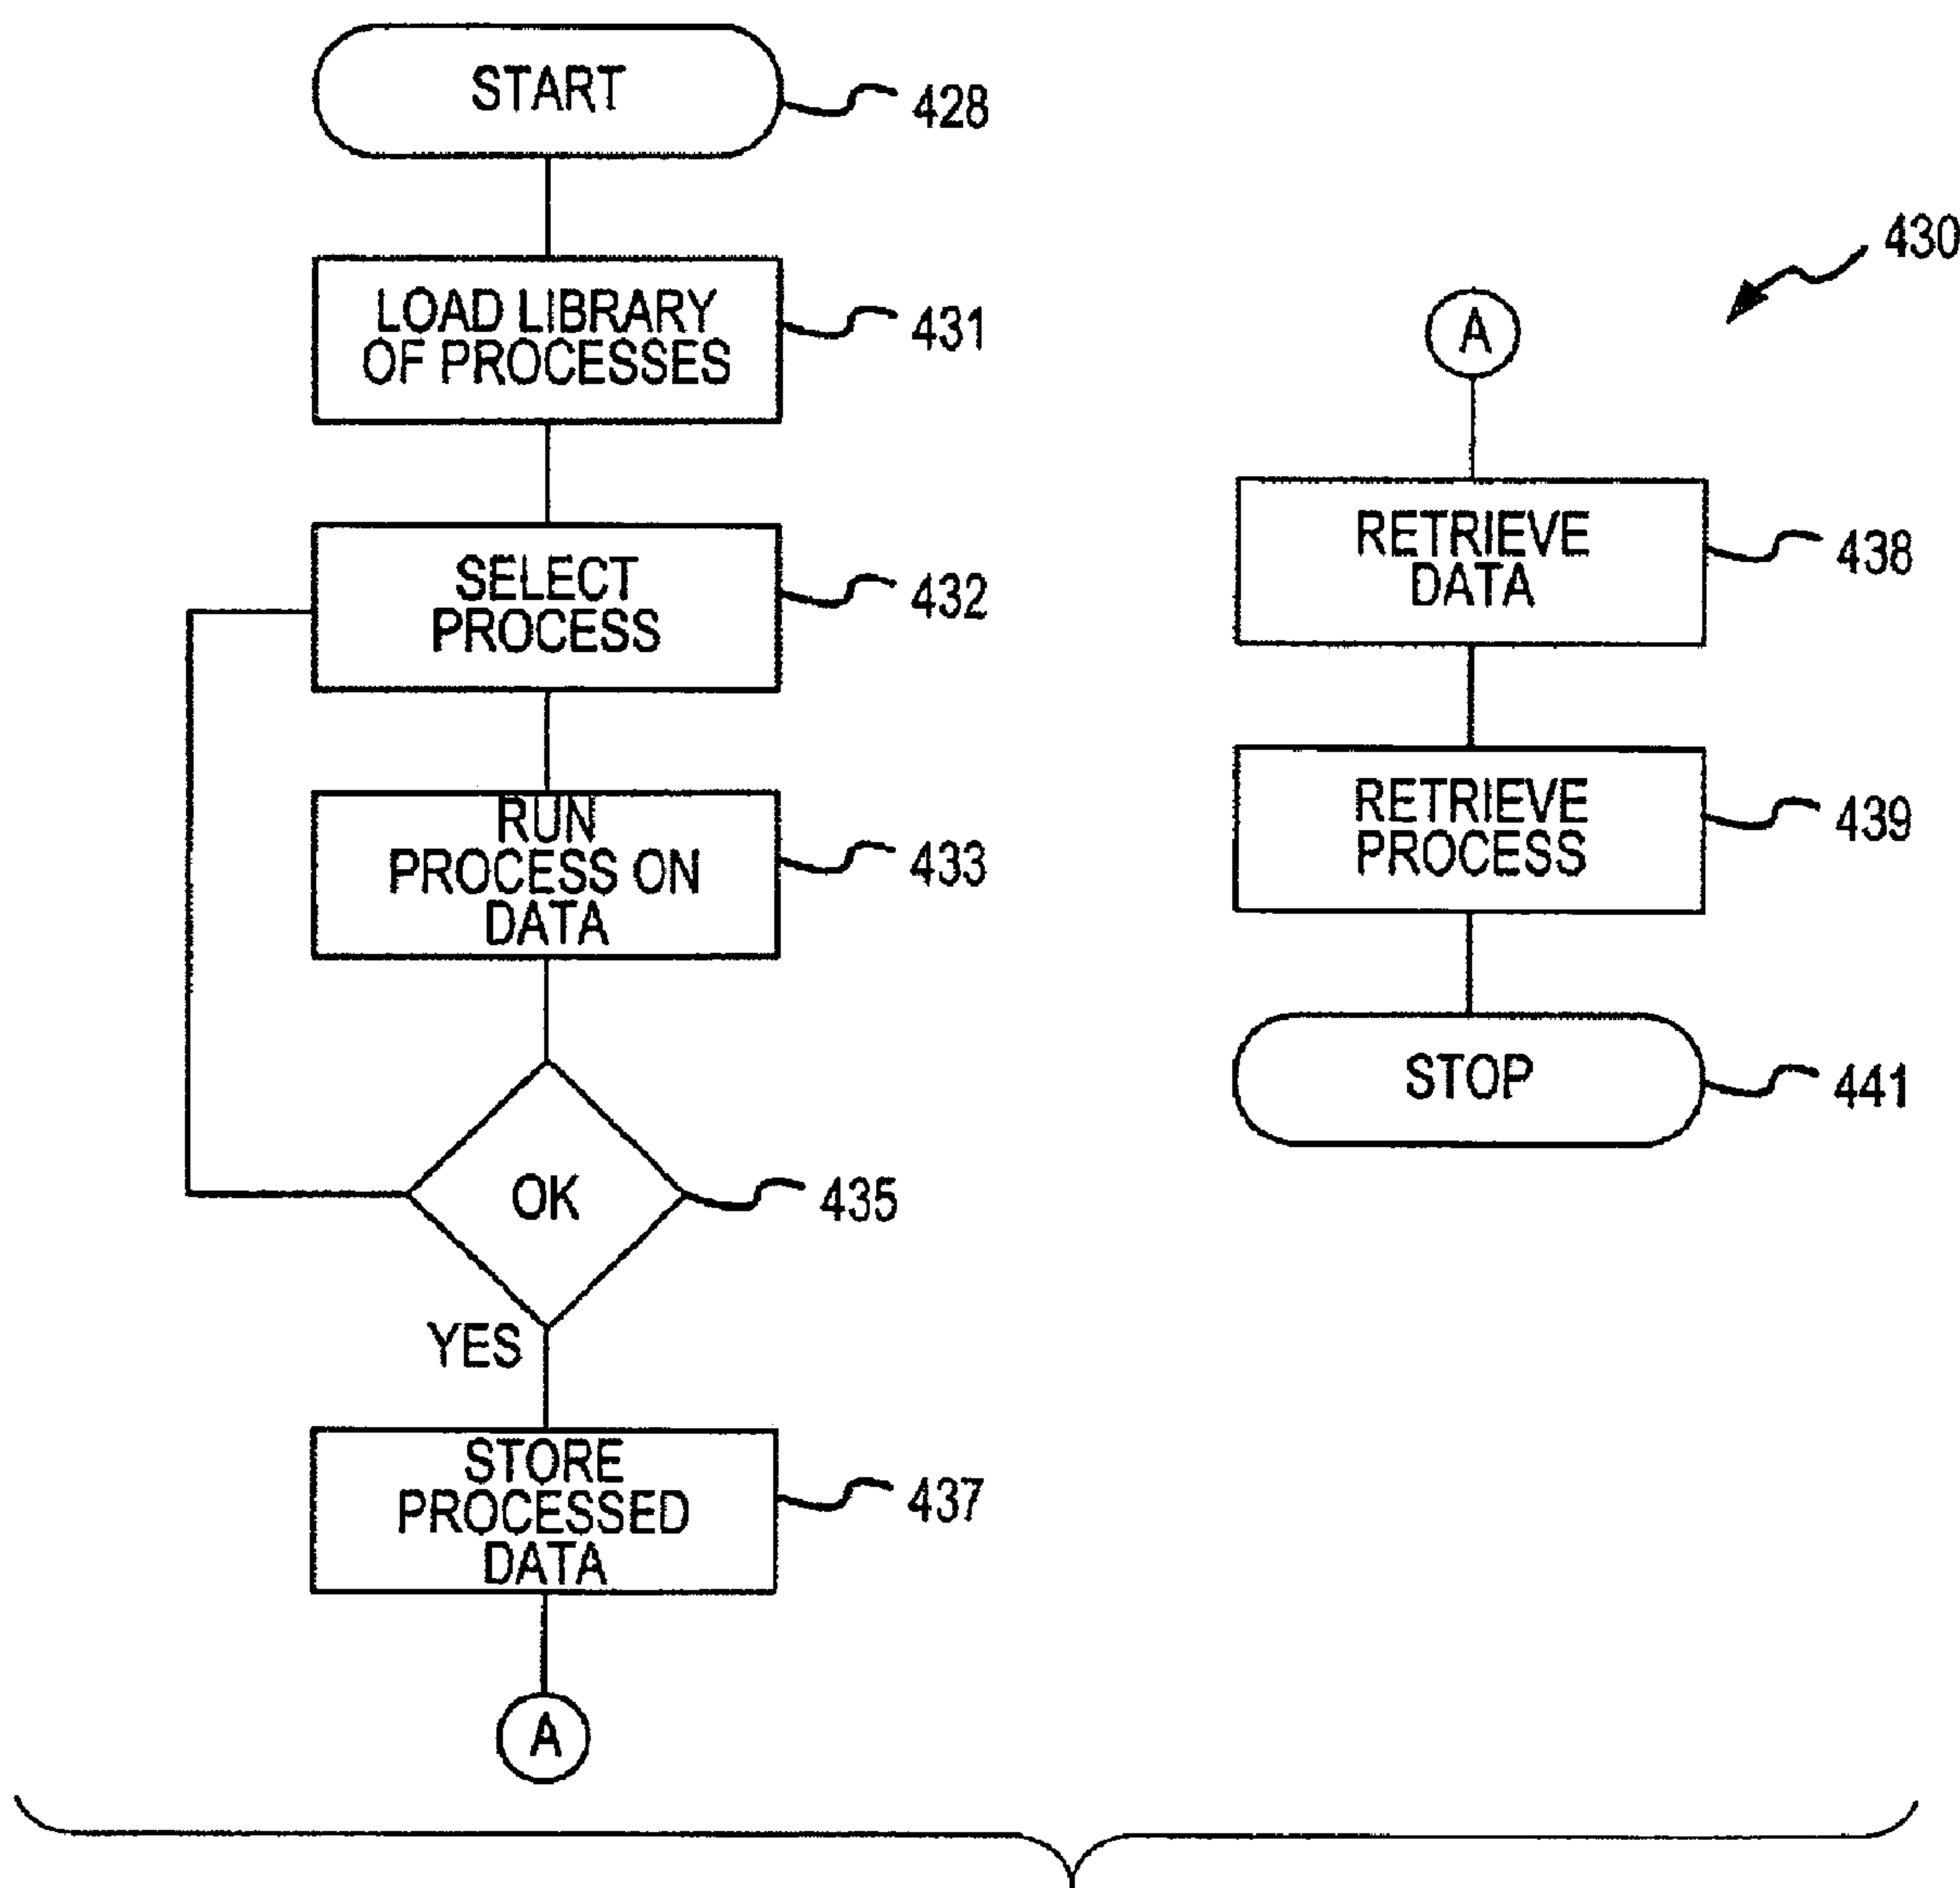 START
428
LOAD LIBRARY
OF PROCESSES
431
SELECT
PROCESS
432
RUN
PROCESS ON
DATA
433
OK
435
YES
STORE
PROCESSED
DATA
437
A
430
A
RETRIEVE
DATA
438
RETRIEVE
PROCESS
439
STOP
441